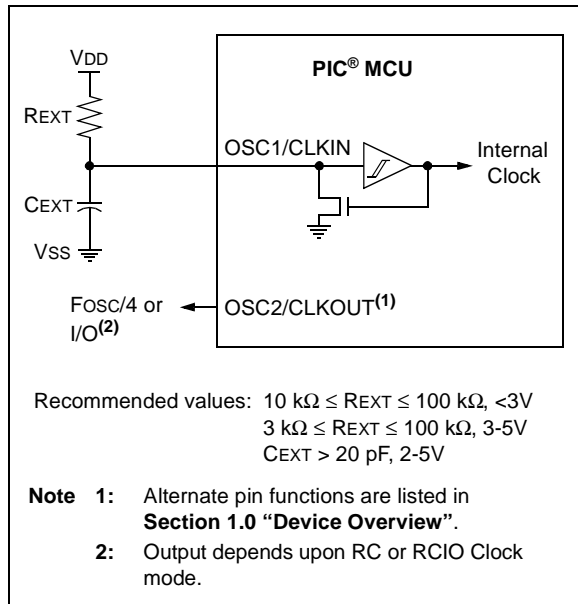 VDD
PIC® MCU
REXT
OSC1/CLKIN
Internal
Clock
CEXT
VSS
FOSC/4 or
I/O(2)
OSC2/CLKOUT(1)
Recommended values: 10 kΩ ≤ REXT ≤ 100 kΩ, <3V
3 kΩ ≤ REXT ≤ 100 kΩ, 3-5V
CEXT > 20 pF, 2-5V
Note 1: Alternate pin functions are listed in
Section 1.0 “Device Overview”.
2: Output depends upon RC or RCIO Clock
mode.